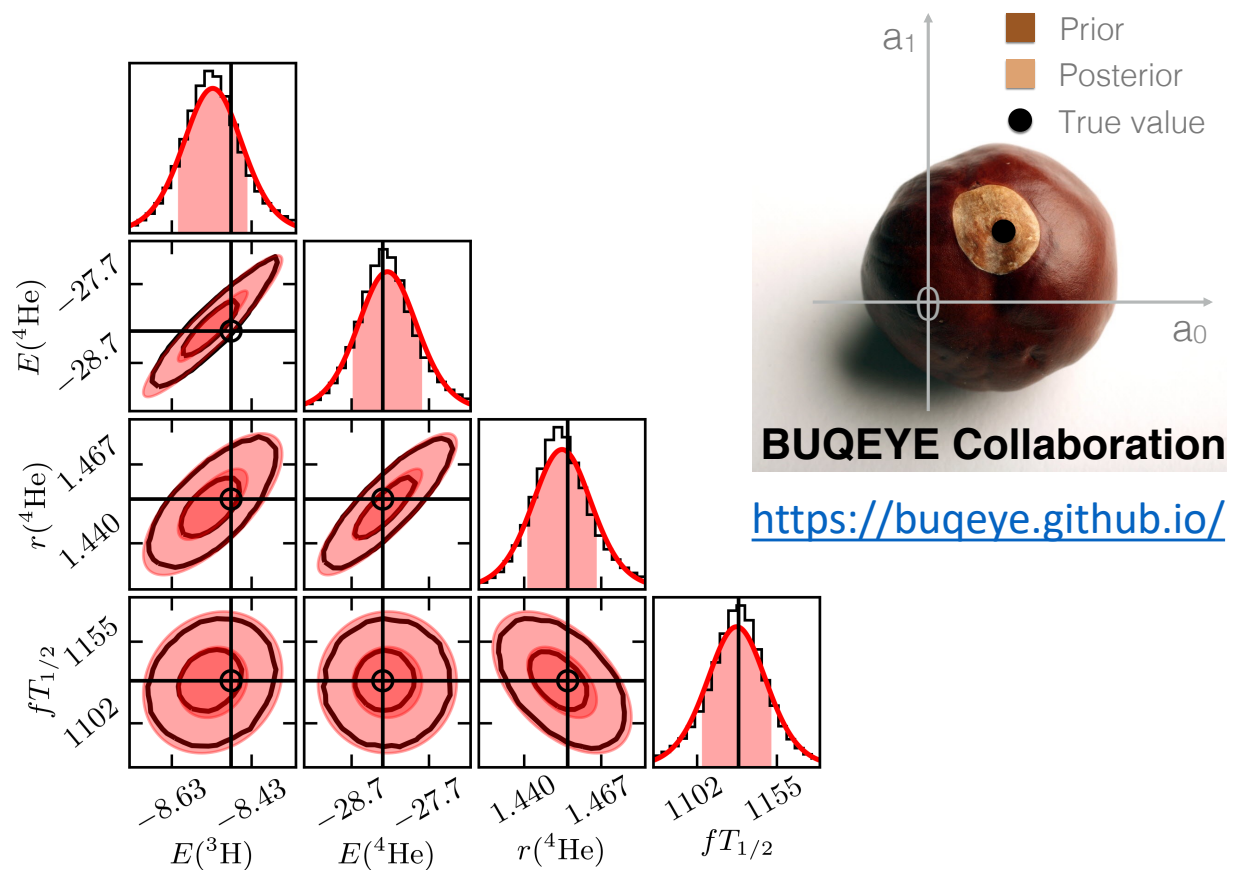 a₁
Prior
Posterior
True value
0
a₀
BUQEYE Collaboration
https://buqeye.github.io/
E(⁴He)
−27.7
−28.7
r(⁴He)
1.467
1.440
fT₁/₂
1155
1102
−8.63
−8.43
E(³H)
−28.7
−27.7
E(⁴He)
1.440
1.467
r(⁴He)
1102
1155
fT₁/₂